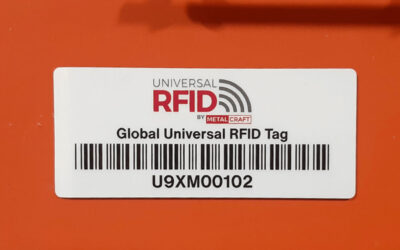 UNIVERSAL
RFID
BY METALCRAFT
Global Universal RFID Tag
U9XM00102